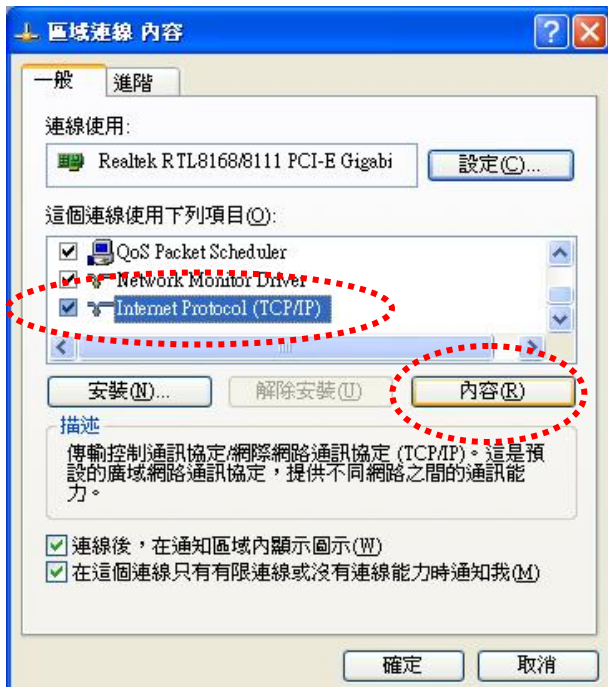 區域連線 內容
一般 進階
連線使用:
Realtek RTL8168/8111 PCI-E Gigabi 設定(C)...
這個連線使用下列項目(O):
QoS Packet Scheduler
Network Monitor Driver
Internet Protocol (TCP/IP)
安裝(N)... 解除安裝(U) 內容(R)
描述
傳輸控制通訊協定/網際網路通訊協定 (TCP/IP)。這是預
設的廣域網路通訊協定，提供不同網路之間的通訊能
力。
連線後，在通知區域內顯示圖示(W)
在這個連線只有有限連線或沒有連線能力時通知我(M)
確定 取消